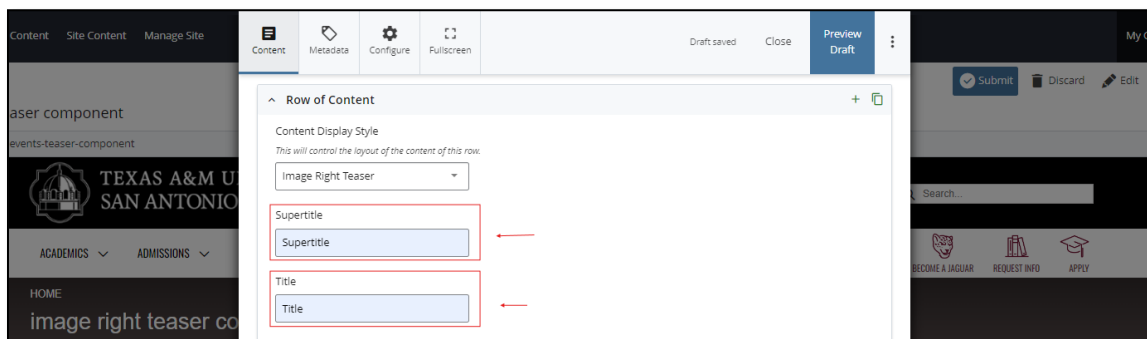 Content Site Content Manage Site
Content Metadata Configure Fullscreen
Draft saved Close Preview Draft
My
Submit Discard Edit
Row of Content
aser component
Content Display Style
events-teaser-component
This will control the layout of the content of this row.
Image Right Teaser
TEXAS A&M U
SAN ANTONIO
Search...
Supertitle
Supertitle
ACADEMICS ADMISSIONS
BECOME A JAGUAR REQUEST INFO APPLY
Title
HOME
Title
image right teaser co